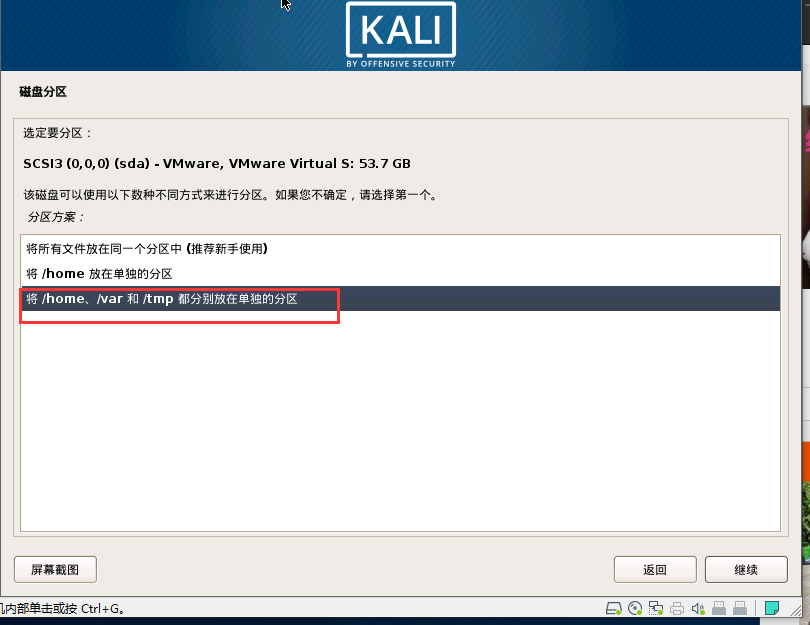 KALI
BY OFFENSIVE SECURITY
磁盘分区
选定要分区：
SCSI3 (0,0,0) (sda) - VMware, VMware Virtual S: 53.7 GB
该磁盘可以使用以下数种不同方式来进行分区。如果您不确定，请选择第一个。
分区方案：
将所有文件放在同一个分区中 (推荐新手使用)
将 /home 放在单独的分区
将 /home、/var 和 /tmp 都分别放在单独的分区
屏幕截图
返回
继续
内部单击或按 Ctrl+G。